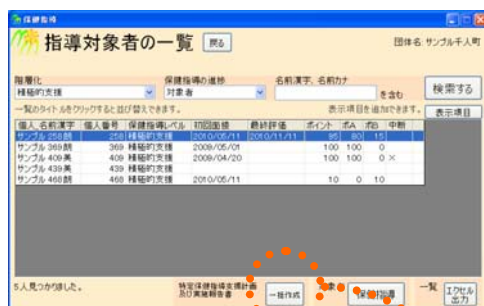 保健指導
指導対象者の一覧 戻る 団体名 サンプル千人町
階層化 保健指導の進捗 名前漢字、名前カナ
積極的支援 対象者 を含む 検索する
一覧のタイトルをクリックすると並び替えできます。 表示項目を追加できます。 表示項目
個人_名前漢字 個人番号 保健指導レベル 初回面接 最終評価 ポイント ポA ポB 中断
サンプル 258朗 258 積極的支援 2010/05/11 2010/11/11 95 80 15
サンプル 369朗 369 積極的支援 2009/05/01 100 100 0
サンプル 409美 409 積極的支援 2009/04/20 100 100 0 ×
サンプル 439美 439 積極的支援
サンプル 468朗 468 積極的支援 2010/05/11 10 0 10
5人見つかりました。 特定保健指導支援計画 一括作成 保健指導 一覧 エクセル
及び実施報告書 出力